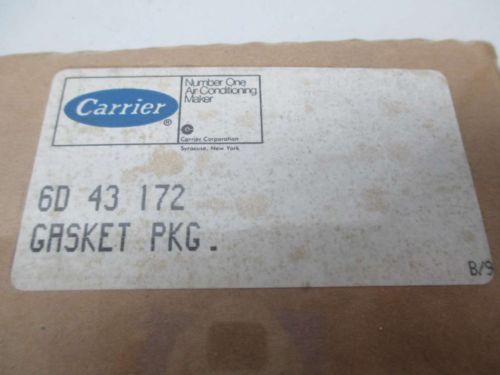 Carrier
®
Number One
Air Conditioning
Maker
Carrier Corporation
Syracuse, New York
6D 43 172
GASKET PKG.
B/S